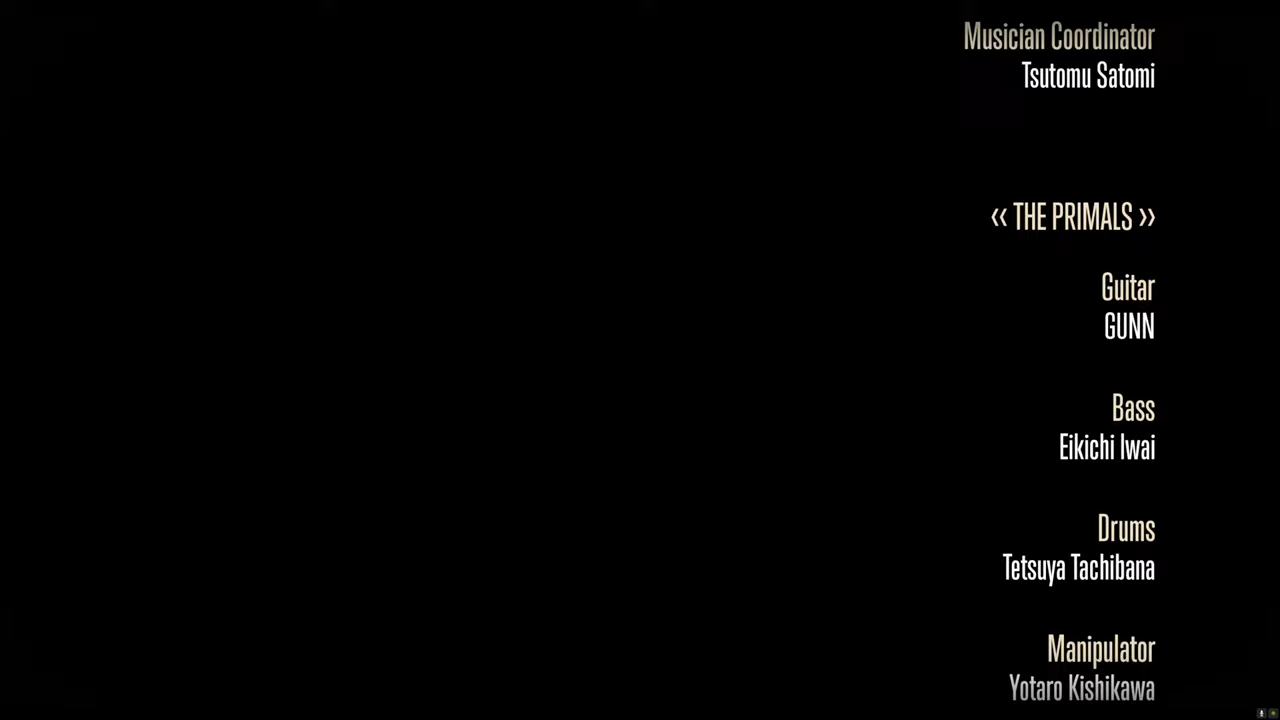 Musician Coordinator
Tsutomu Satomi
‹‹ THE PRIMALS ››
Guitar
GUNN
Bass
Eikichi Iwai
Drums
Tetsuya Tachibana
Manipulator
Yotaro Kishikawa